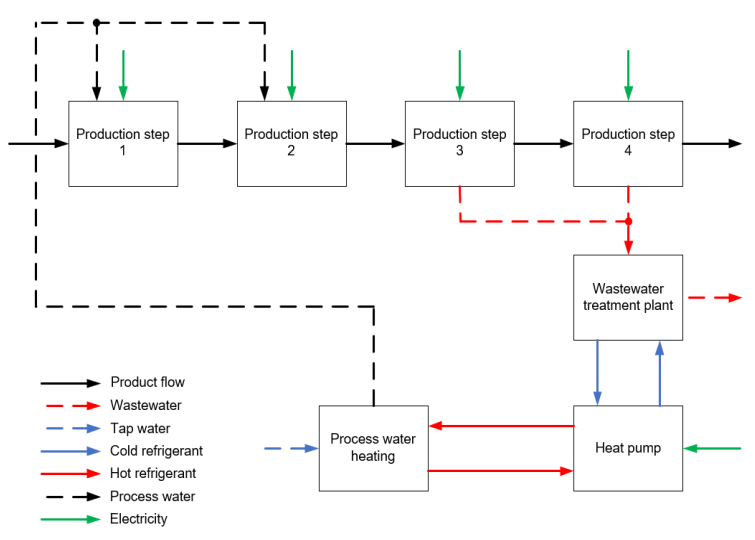 Production step
1
Production step
2
Production step
3
Production step
4
Wastewater
treatment plant
Process water
heating
Heat pump
Product flow
Wastewater
Tap water
Cold refrigerant
Hot refrigerant
Process water
Electricity